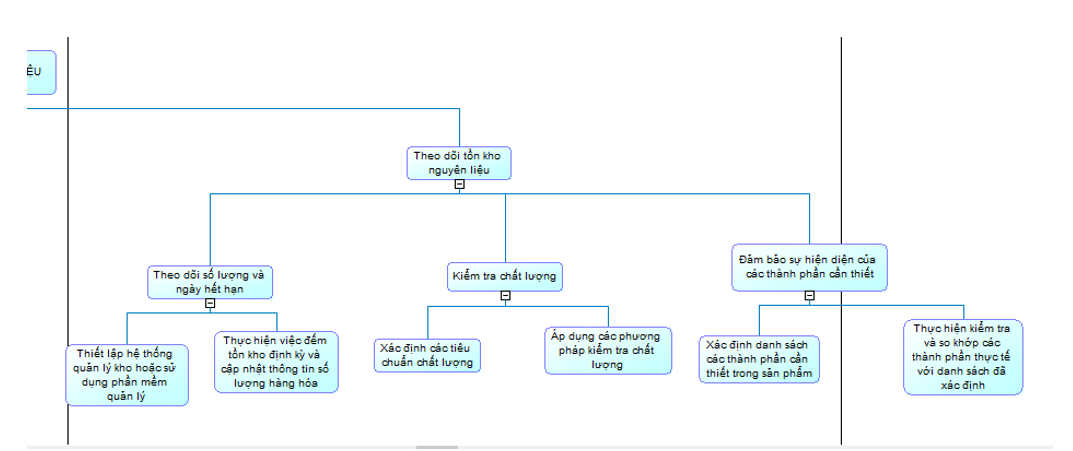 ỆU
Theo dõi tồn kho
nguyên liệu
Theo dõi số lượng và
ngày hết hạn
Kiểm tra chất lượng
Đảm bảo sự hiện diện của
các thành phần cần thiết
Thiết lập hệ thống
quản lý kho hoặc sử
dụng phần mềm
quản lý
Thực hiện việc đếm
tồn kho định kỳ và
cập nhật thông tin số
lượng hàng hóa
Xác định các tiêu
chuẩn chất lượng
Áp dụng các phương
pháp kiểm tra chất
lượng
Xác định danh sách
các thành phần cần
thiết trong sản phẩm
Thực hiện kiểm tra
và so khớp các
thành phần thực tế
với danh sách đã
xác định